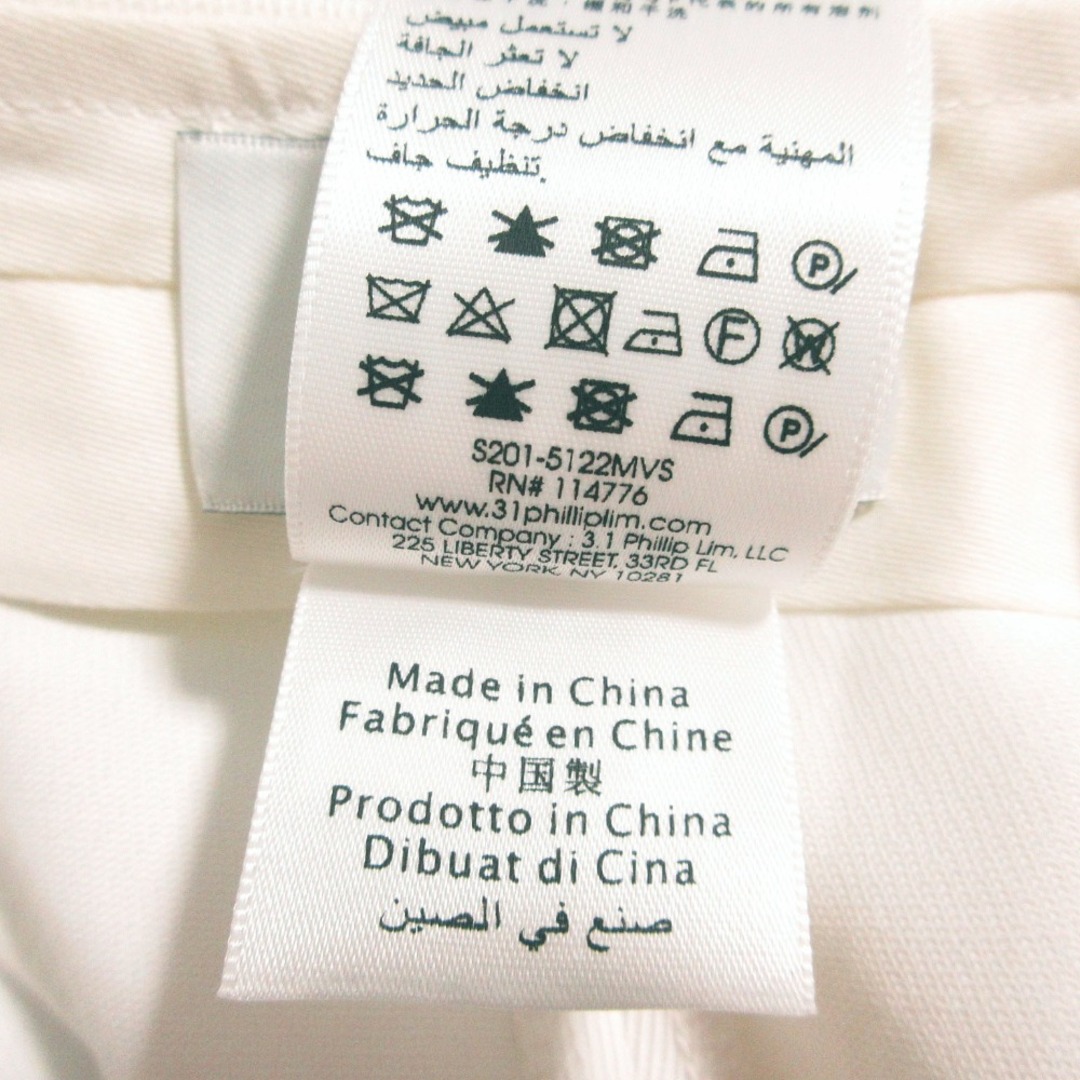 لا تستعمل مبيض
لا تعثر الجافة
انخفاض الحديد
المهنية مع انخفاض درجة الحرارة
تنظيف جاف.
P
F W
P
S201-5122MVS
RN# 114776
www.31philliplim.com
Contact Company : 3.1 Phillip Lim, LLC
225 LIBERTY STREET, 33RD FL
NEW YORK, NY 10281
Made in China
Fabriqué en Chine
中国製
Prodotto in China
Dibuat di Cina
صنع في الصين